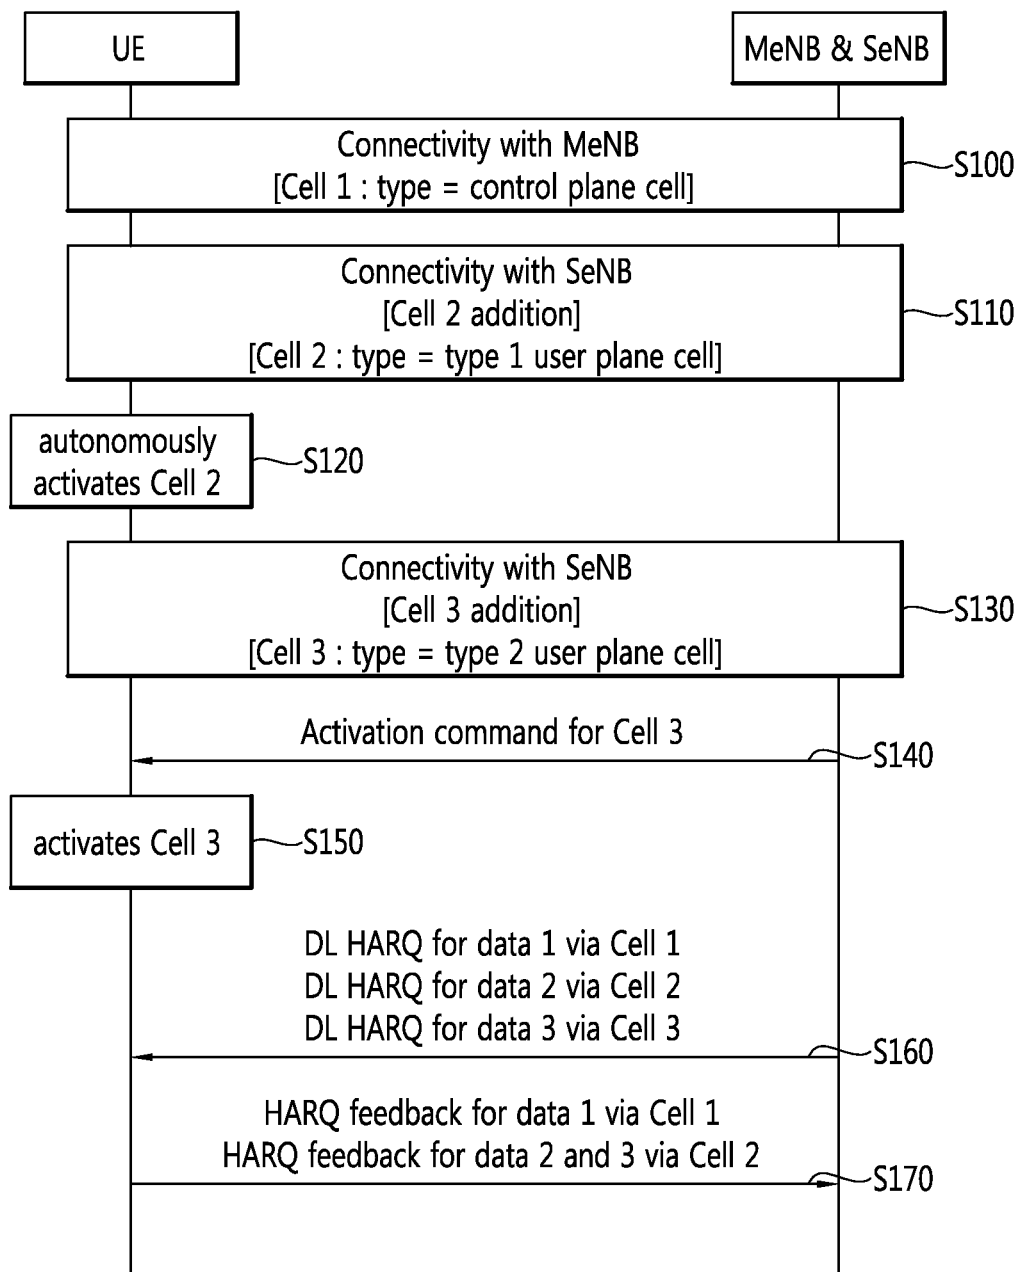 UE
MeNB & SeNB
Connectivity with MeNB
[Cell 1 : type = control plane cell]
S100
Connectivity with SeNB
[Cell 2 addition]
[Cell 2 : type = type 1 user plane cell]
S110
autonomously
activates Cell 2
S120
Connectivity with SeNB
[Cell 3 addition]
[Cell 3 : type = type 2 user plane cell]
S130
Activation command for Cell 3
S140
activates Cell 3
S150
DL HARQ for data 1 via Cell 1
DL HARQ for data 2 via Cell 2
DL HARQ for data 3 via Cell 3
S160
HARQ feedback for data 1 via Cell 1
HARQ feedback for data 2 and 3 via Cell 2
S170